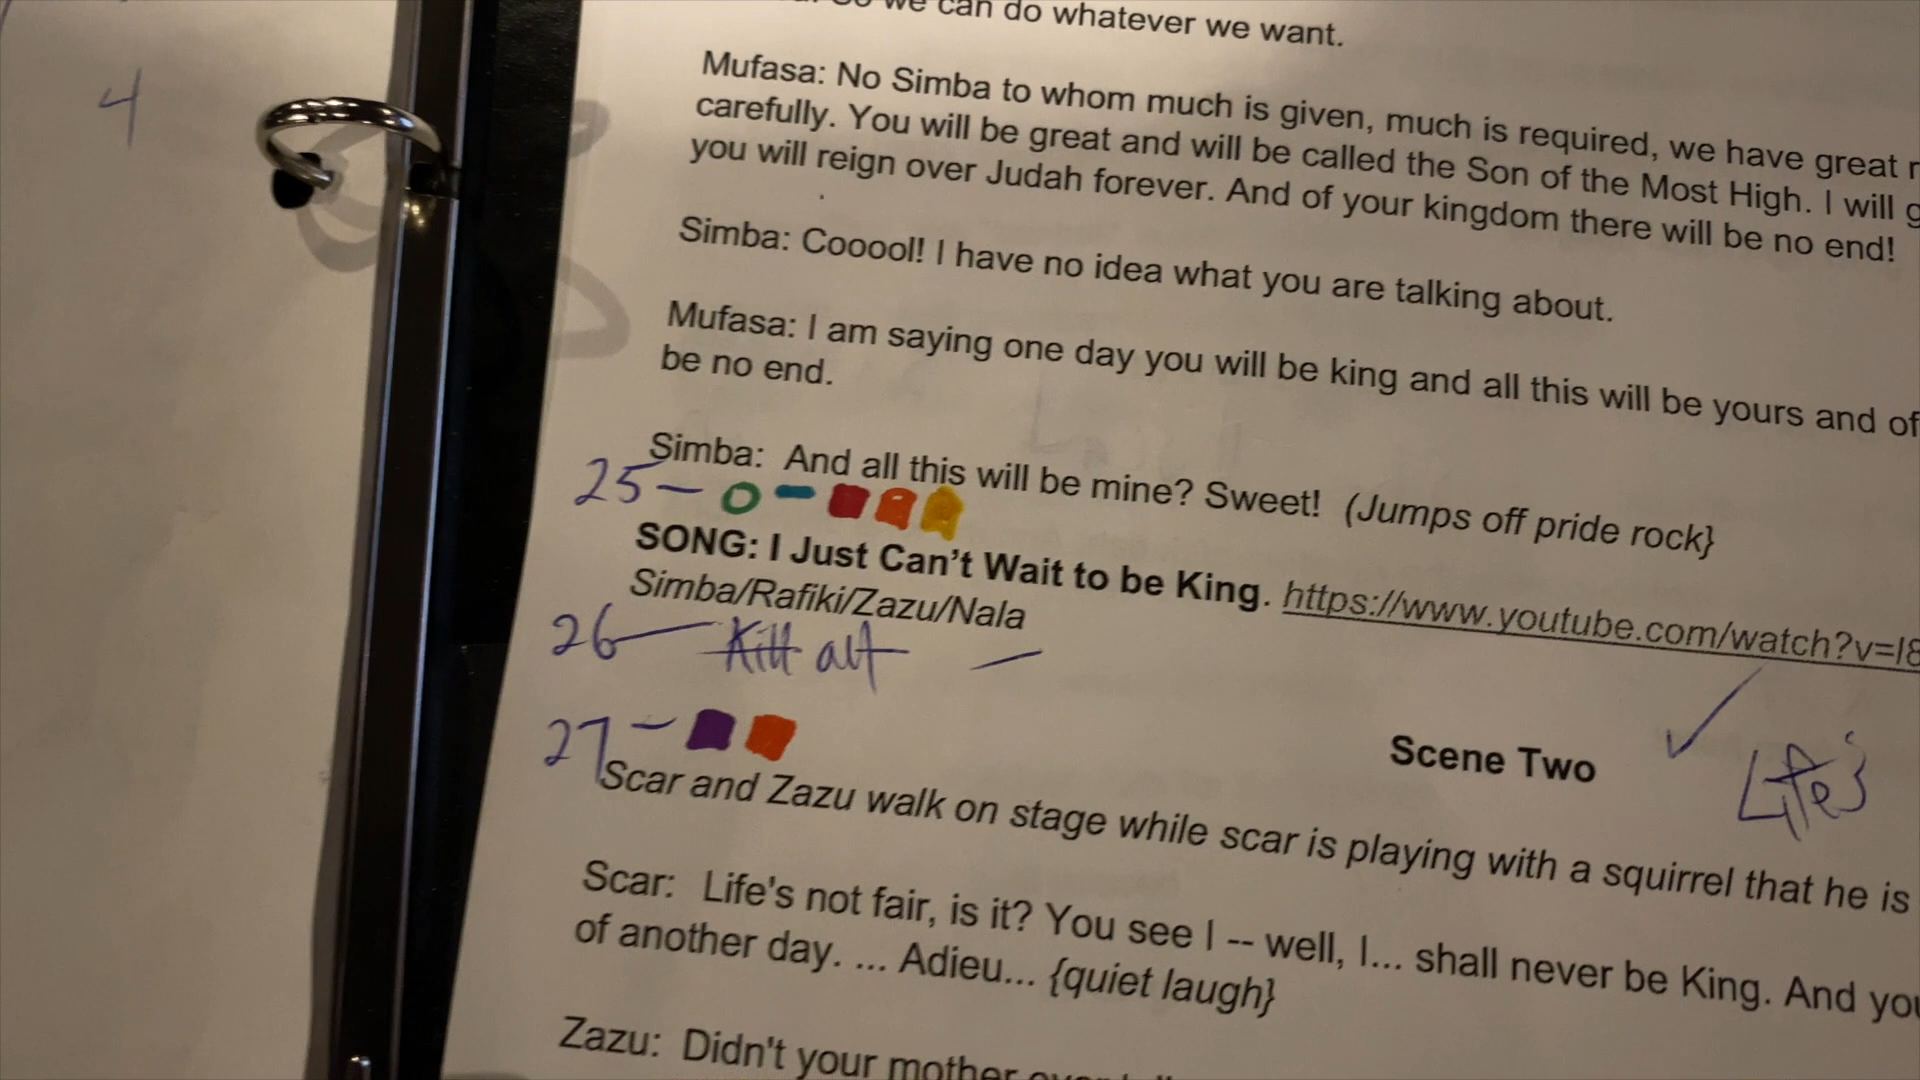 we can do whatever we want.
4
Mufasa: No Simba to whom much is given, much is required, we have great
carefully. You will be great and will be called the Son of the Most High. I will
you will reign over Judah forever. And of your kingdom there will be no end!
Simba: Cooool! I have no idea what you are talking about.
Mufasa: I am saying one day you will be king and all this will be yours and of
be no end.
Simba: And all this will be mine? Sweet! (Jumps off pride rock}
25 —
SONG: I Just Can't Wait to be King. https://www.youtube.com/watch?v=I8
Simba/Rafiki/Zazu/Nala
26 — Kill all —
27 —
Scene Two
Life's
Scar and Zazu walk on stage while scar is playing with a squirrel that he is
Scar: Life's not fair, is it? You see I -- well, I... shall never be King. And you
of another day. ... Adieu... {quiet laugh}
Zazu: Didn't your mother